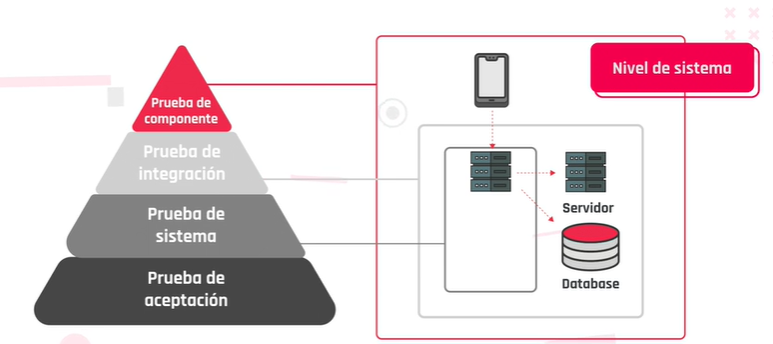 Nivel de sistema
Prueba de
componente
Prueba de
integración
Prueba de
sistema
Prueba de
aceptación
Servidor
Database